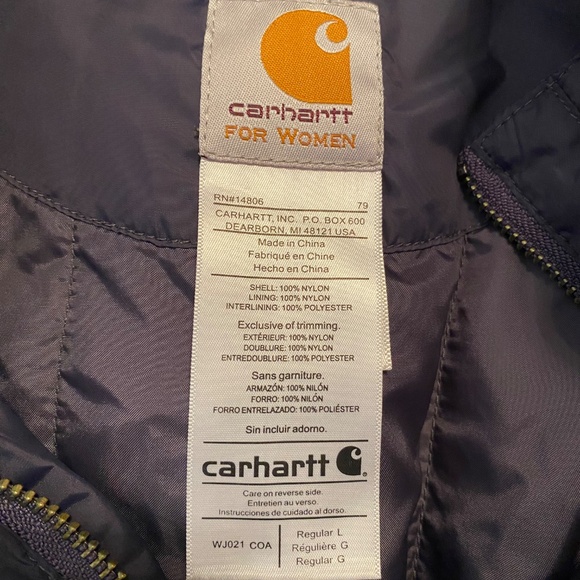 carhartt
FOR WOMEN
RN#14806 79
CARHARTT, INC. P.O. BOX 600
DEARBORN, MI 48121 USA
Made in China
Fabriqué en Chine
Hecho en China
SHELL: 100% NYLON
LINING: 100% NYLON
INTERLINING: 100% POLYESTER
Exclusive of trimming.
EXTÉRIEUR: 100% NYLON
DOUBLURE: 100% NYLON
ENTREDOUBLURE: 100% POLYESTER
Sans garniture.
ARMAZÓN: 100% NILÓN
FORRO: 100% NILÓN
FORRO ENTRELAZADO: 100% POLIÉSTER
Sin incluir adorno.
carhartt
Care on reverse side.
Entretien au verso.
Instrucciones de cuidado al dorso.
WJ021 COA
Regular L
Régulière G
Regular G